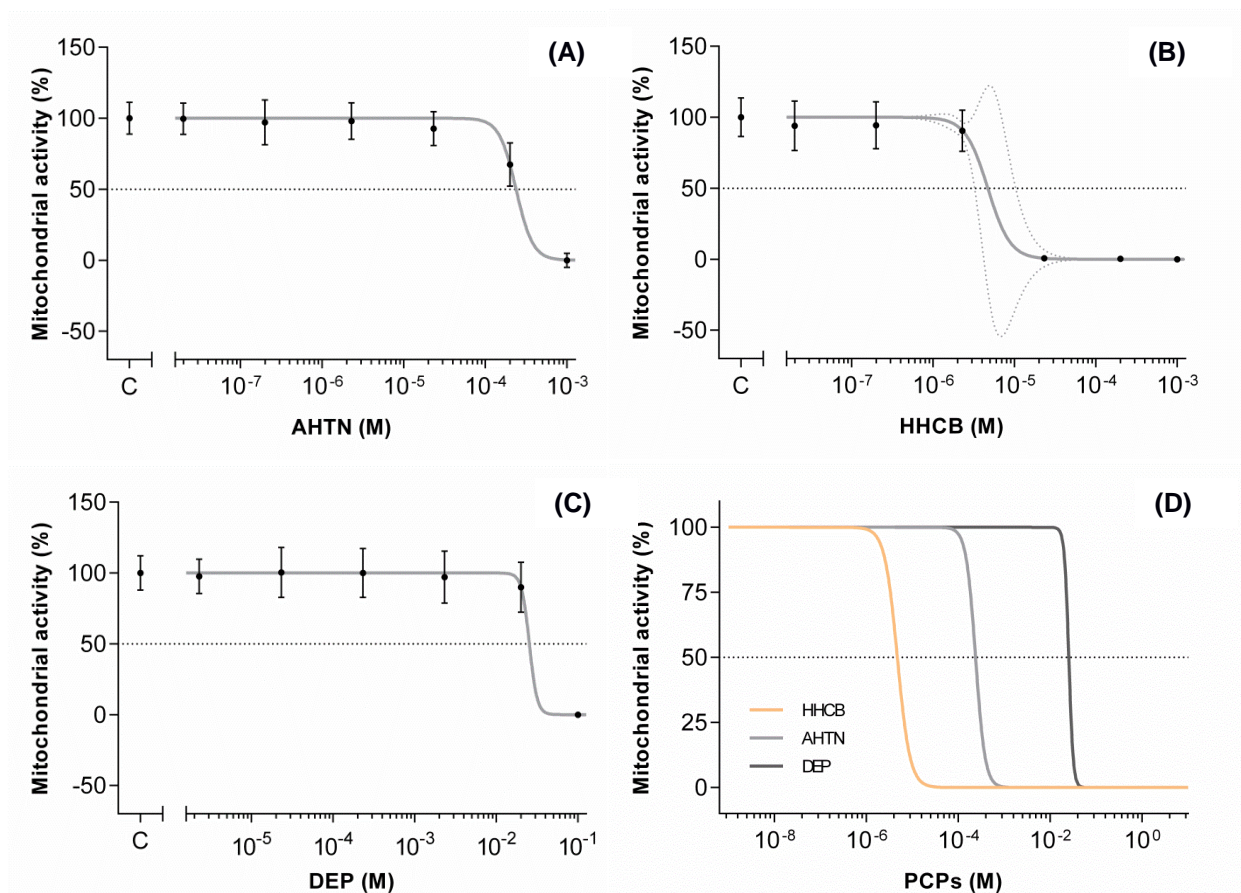 (A)
Mitochondrial activity (%)
150
100
50
0
-50
C
10⁻⁷
10⁻⁶
10⁻⁵
10⁻⁴
10⁻³
AHTN (M)
(B)
Mitochondrial activity (%)
150
100
50
0
-50
C
10⁻⁷
10⁻⁶
10⁻⁵
10⁻⁴
10⁻³
HHCB (M)
(C)
Mitochondrial activity (%)
150
100
50
0
-50
C
10⁻⁵
10⁻⁴
10⁻³
10⁻²
10⁻¹
DEP (M)
(D)
Mitochondrial activity (%)
100
75
50
25
0
HHCB
AHTN
DEP
10⁻⁸
10⁻⁶
10⁻⁴
10⁻²
10⁰
PCPs (M)